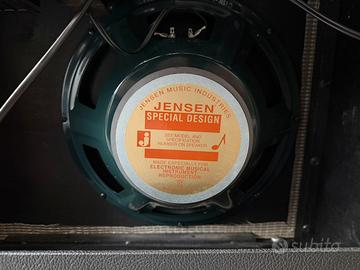 JENSEN MUSIC INDUSTRIES
JENSEN
SPECIAL DESIGN
j
SEE MODEL AND
SPECIFICATION
NUMBER ON SPEAKER
MADE ESPECIALLY FOR
ELECTRONIC MUSICAL
INSTRUMENT
REPRODUCTION
subito